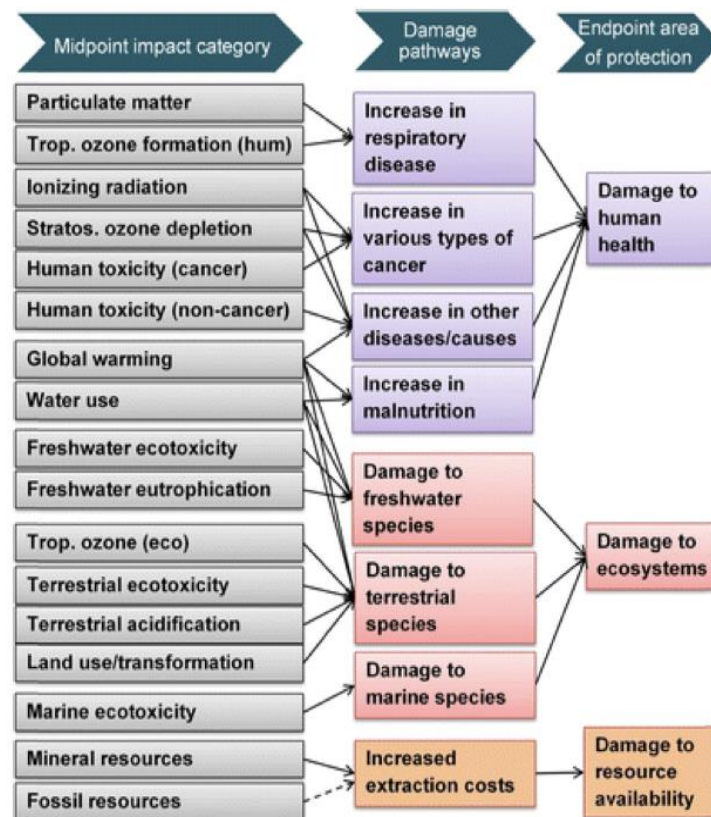 Midpoint impact category
Damage
pathways
Endpoint area
of protection
Particulate matter
Trop. ozone formation (hum)
Ionizing radiation
Stratos. ozone depletion
Human toxicity (cancer)
Human toxicity (non-cancer)
Global warming
Water use
Freshwater ecotoxicity
Freshwater eutrophication
Trop. ozone (eco)
Terrestrial ecotoxicity
Terrestrial acidification
Land use/transformation
Marine ecotoxicity
Mineral resources
Fossil resources
Increase in
respiratory
disease
Increase in
various types of
cancer
Increase in other
diseases/causes
Increase in
malnutrition
Damage to
freshwater
species
Damage to
terrestrial
species
Damage to
marine species
Increased
extraction costs
Damage to
human
health
Damage to
ecosystems
Damage to
resource
availability